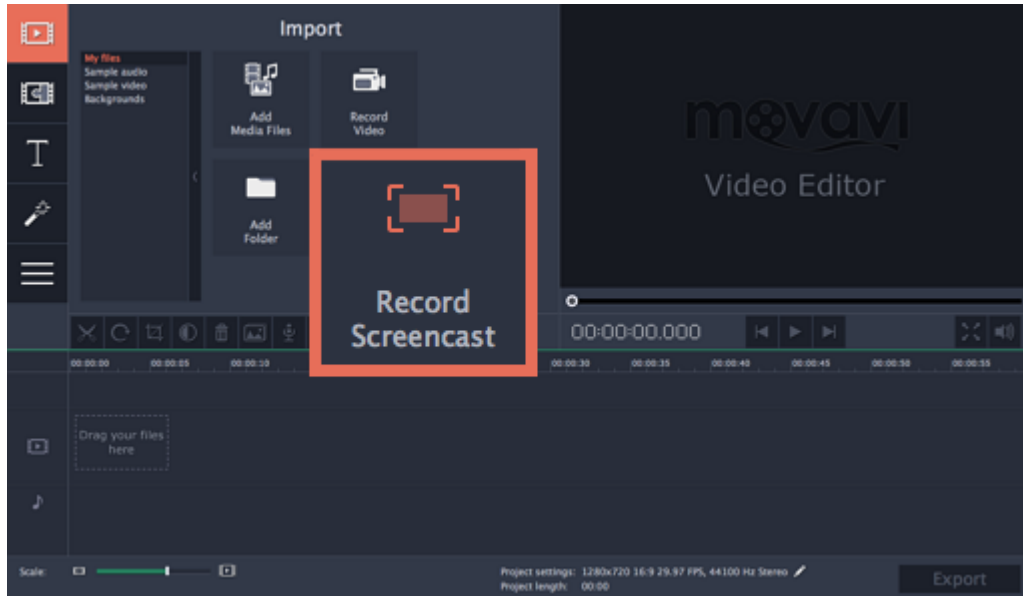 Import
My files
Sample audio
Sample video
Backgrounds
Add
Media Files
Record
Video
Add
Folder
Record
Screencast
movavi
Video Editor
T
00:00:00.000
00:00:00 00:00:05 00:00:10 00:00:30 00:00:35 00:00:40 00:00:45 00:00:50 00:00:55
Drag your files
here
Scale:
Project settings: 1280x720 16:9 29.97 FPS, 44100 Hz Stereo
Project length: 00:00
Export